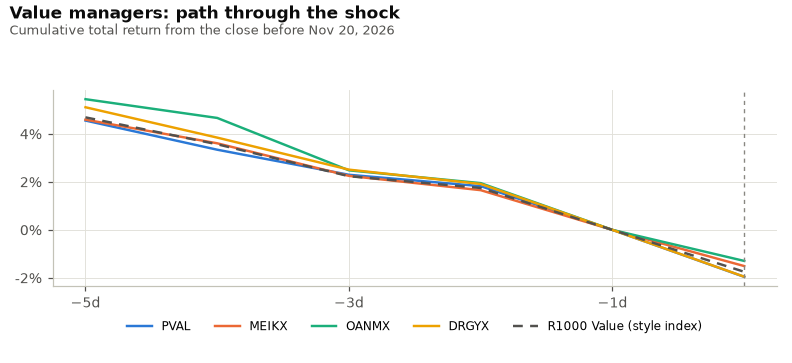 Value managers: path through the shock
Cumulative total return from the close before Nov 20, 2026
4%
2%
0%
-2%
−5d
−3d
−1d
PVAL
MEIKX
OANMX
DRGYX
R1000 Value (style index)